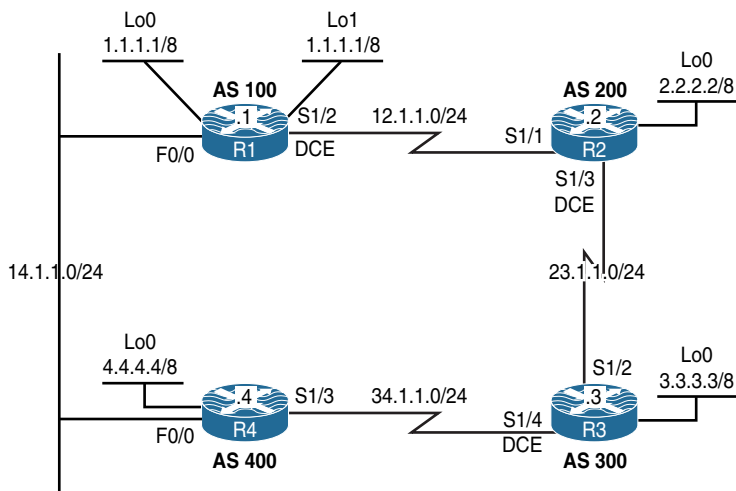 Lo0
1.1.1.1/8
Lo1
1.1.1.1/8
AS 100
.1
R1
S1/2
DCE
F0/0
12.1.1.0/24
AS 200
.2
R2
S1/1
S1/3
DCE
Lo0
2.2.2.2/8
14.1.1.0/24
23.1.1.0/24
Lo0
4.4.4.4/8
.4
R4
S1/3
F0/0
AS 400
34.1.1.0/24
S1/2
.3
R3
S1/4
DCE
AS 300
Lo0
3.3.3.3/8